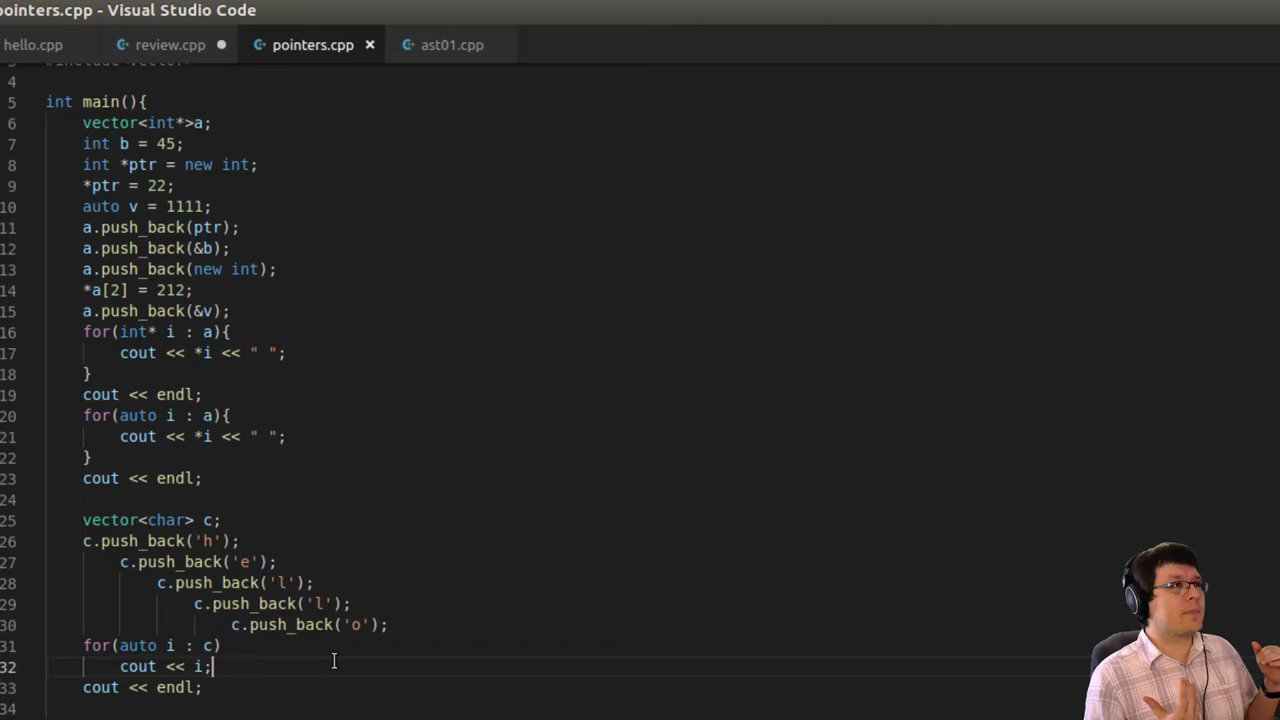 pointers.cpp - Visual Studio Code
hello.cpp review.cpp pointers.cpp × ast01.cpp
3 #include <vector>
4
5 int main(){
6 vector<int*>a;
7 int b = 45;
8 int *ptr = new int;
9 *ptr = 22;
10 auto v = 1111;
11 a.push_back(ptr);
12 a.push_back(&b);
13 a.push_back(new int);
14 *a[2] = 212;
15 a.push_back(&v);
16 for(int* i : a){
17 cout << *i << " ";
18 }
19 cout << endl;
20 for(auto i : a){
21 cout << *i << " ";
22 }
23 cout << endl;
24
25 vector<char> c;
26 c.push_back('h');
27 c.push_back('e');
28 c.push_back('l');
29 c.push_back('l');
30 c.push_back('o');
31 for(auto i : c)
32 cout << i;
33 cout << endl;
34